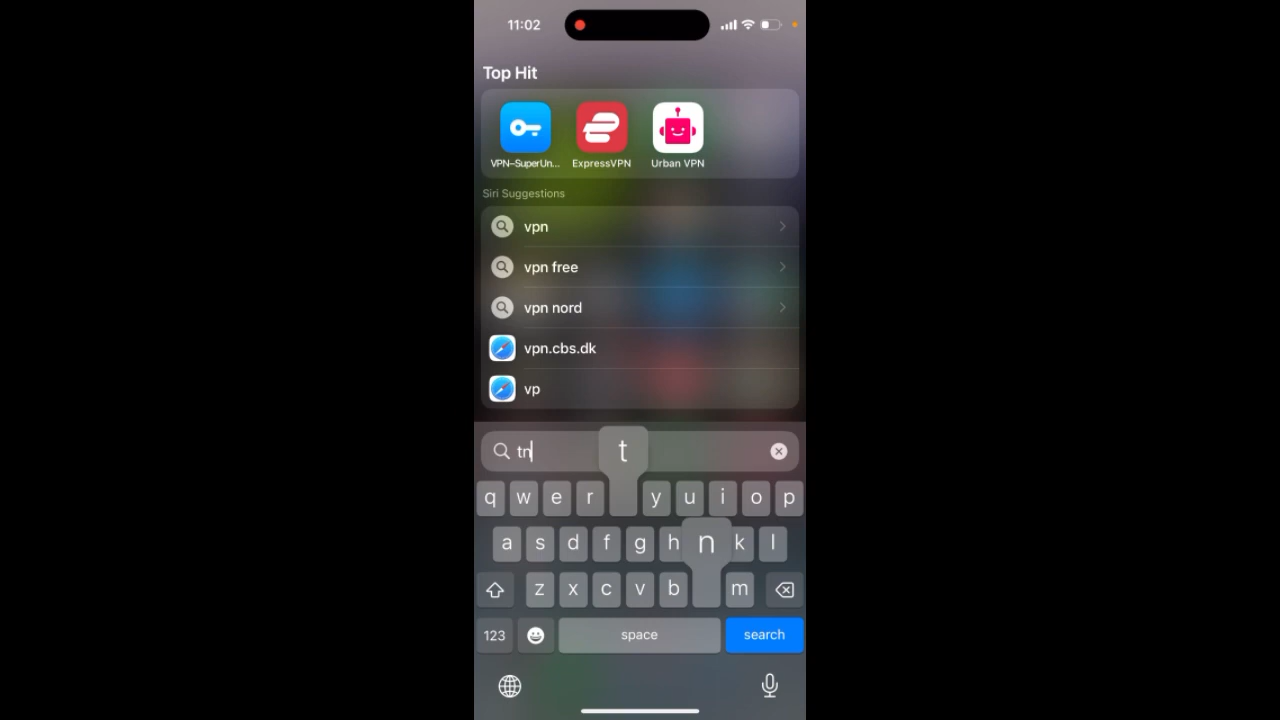 11:02
Top Hit
VPN–SuperUn... ExpressVPN Urban VPN
Siri Suggestions
vpn
vpn free
vpn nord
vpn.cbs.dk
vp
tn
t
q w e r y u i o p
a s d f g h n k l
z x c v b m
123 space search